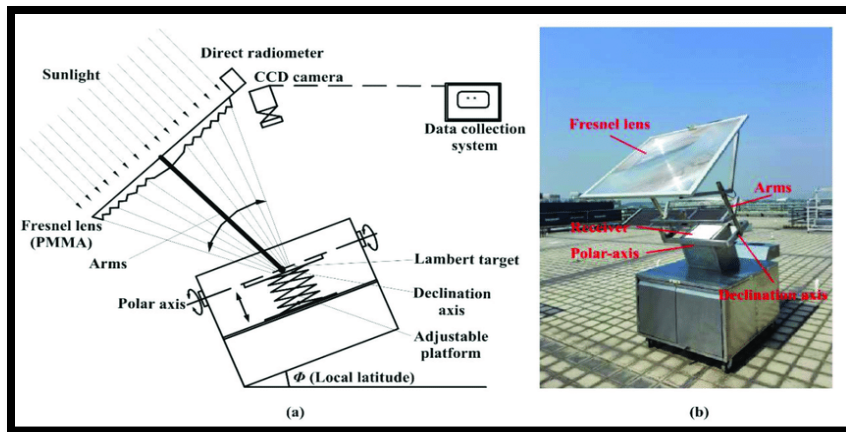 Direct radiometer
Sunlight
CCD camera
Data collection
system
Fresnel lens
(PMMA)
Arms
Lambert target
Polar axis
Declination
axis
Adjustable
platform
Φ (Local latitude)
(a)
Fresnel lens
Arms
Receiver
Polar-axis
Declination axis
(b)